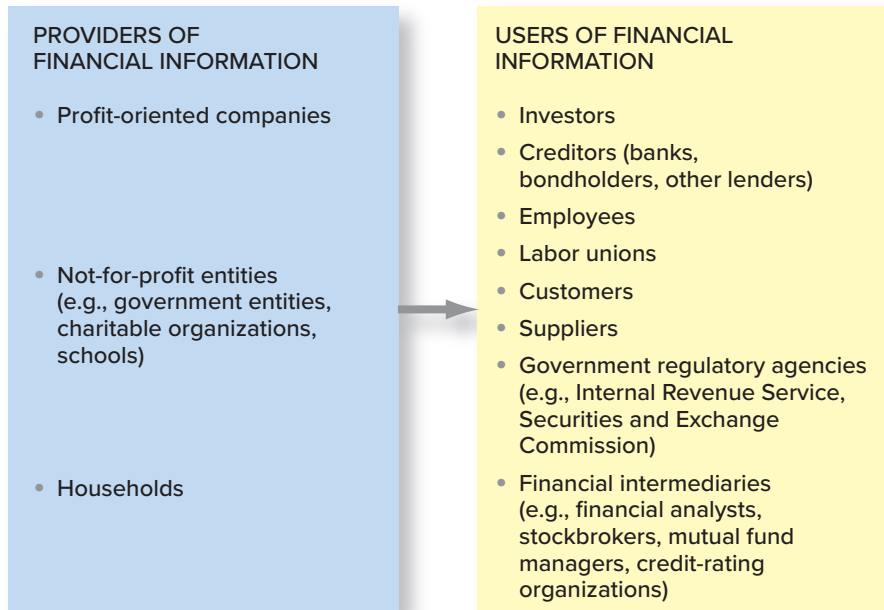 PROVIDERS OF
FINANCIAL INFORMATION
• Profit-oriented companies
• Not-for-profit entities
(e.g., government entities,
charitable organizations,
schools)
• Households
USERS OF FINANCIAL
INFORMATION
• Investors
• Creditors (banks,
bondholders, other lenders)
• Employees
• Labor unions
• Customers
• Suppliers
• Government regulatory agencies
(e.g., Internal Revenue Service,
Securities and Exchange
Commission)
• Financial intermediaries
(e.g., financial analysts,
stockbrokers, mutual fund
managers, credit-rating
organizations)